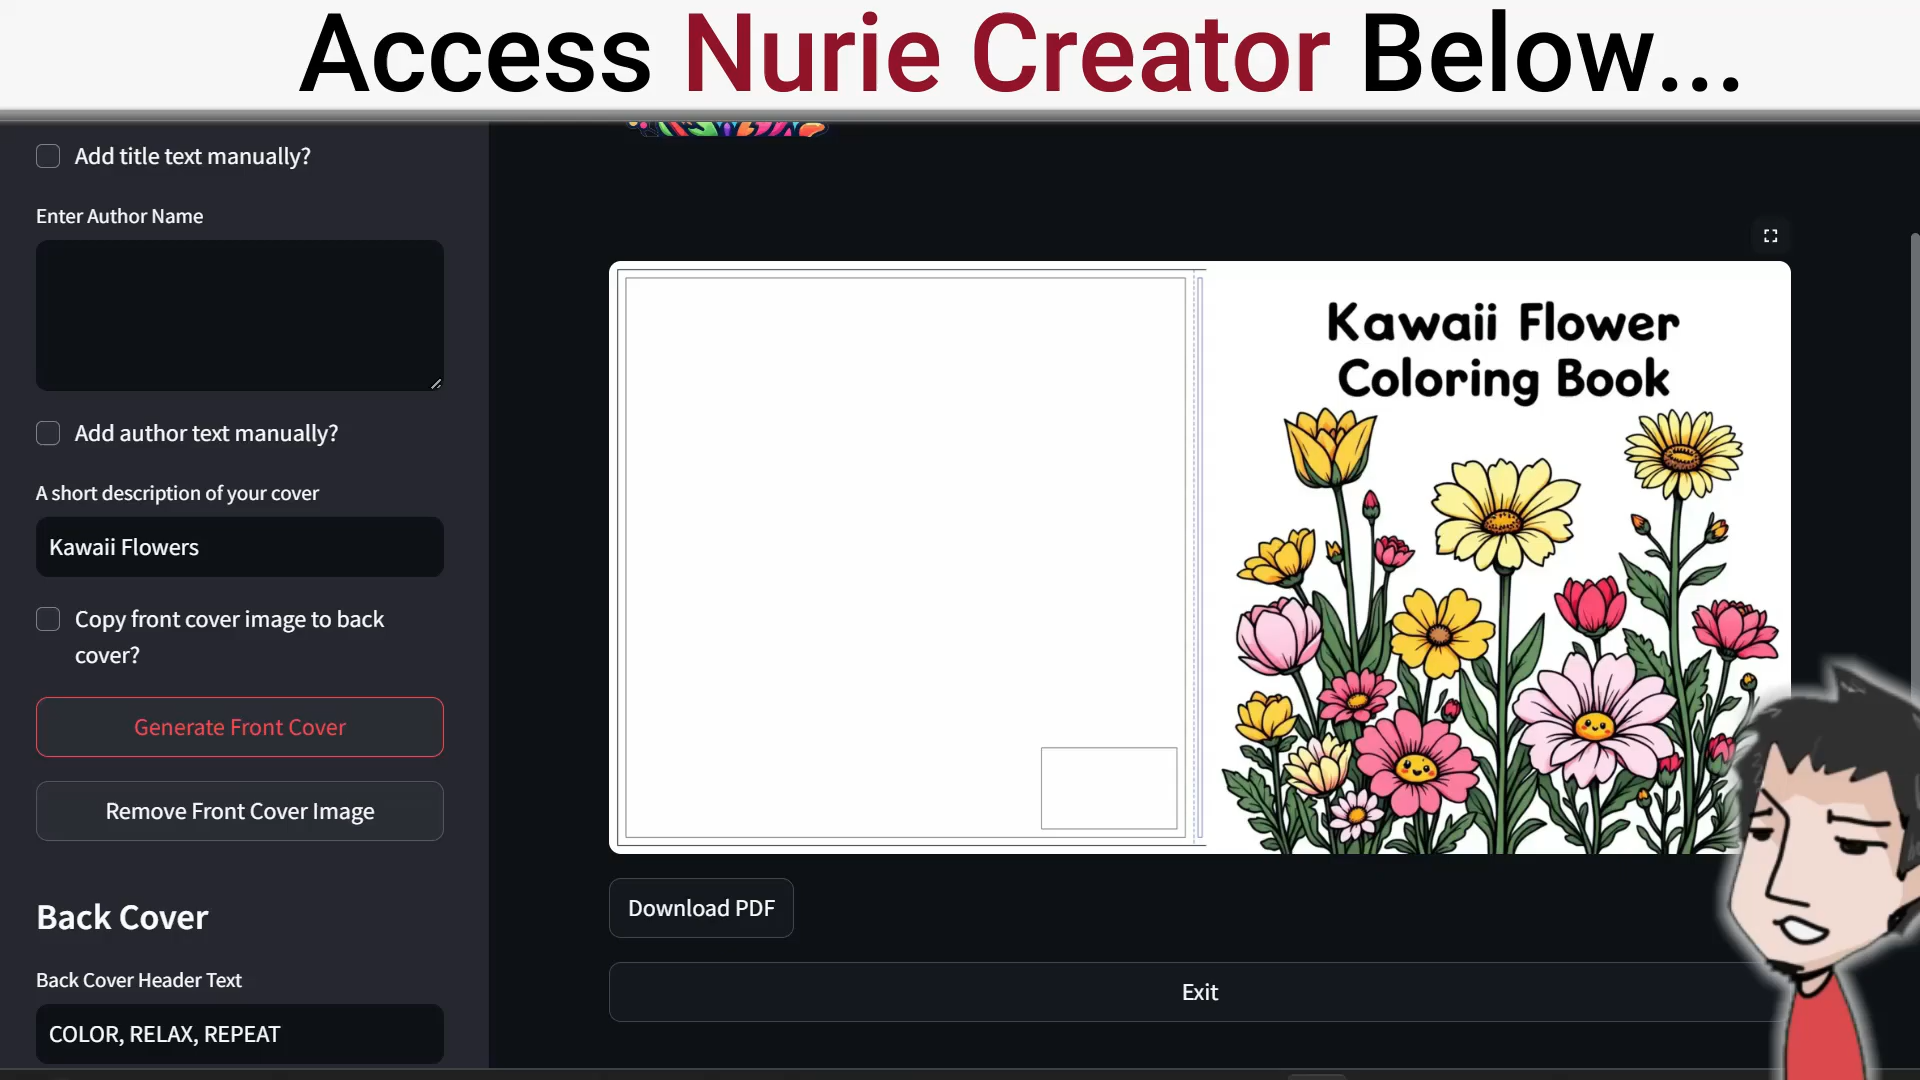 Access Nurie Creator Below...
Add title text manually?
Enter Author Name
Add author text manually?
A short description of your cover
Kawaii Flowers
Copy front cover image to back
cover?
Generate Front Cover
Remove Front Cover Image
Back Cover
Back Cover Header Text
COLOR, RELAX, REPEAT
Kawaii Flower
Coloring Book
Download PDF
Exit